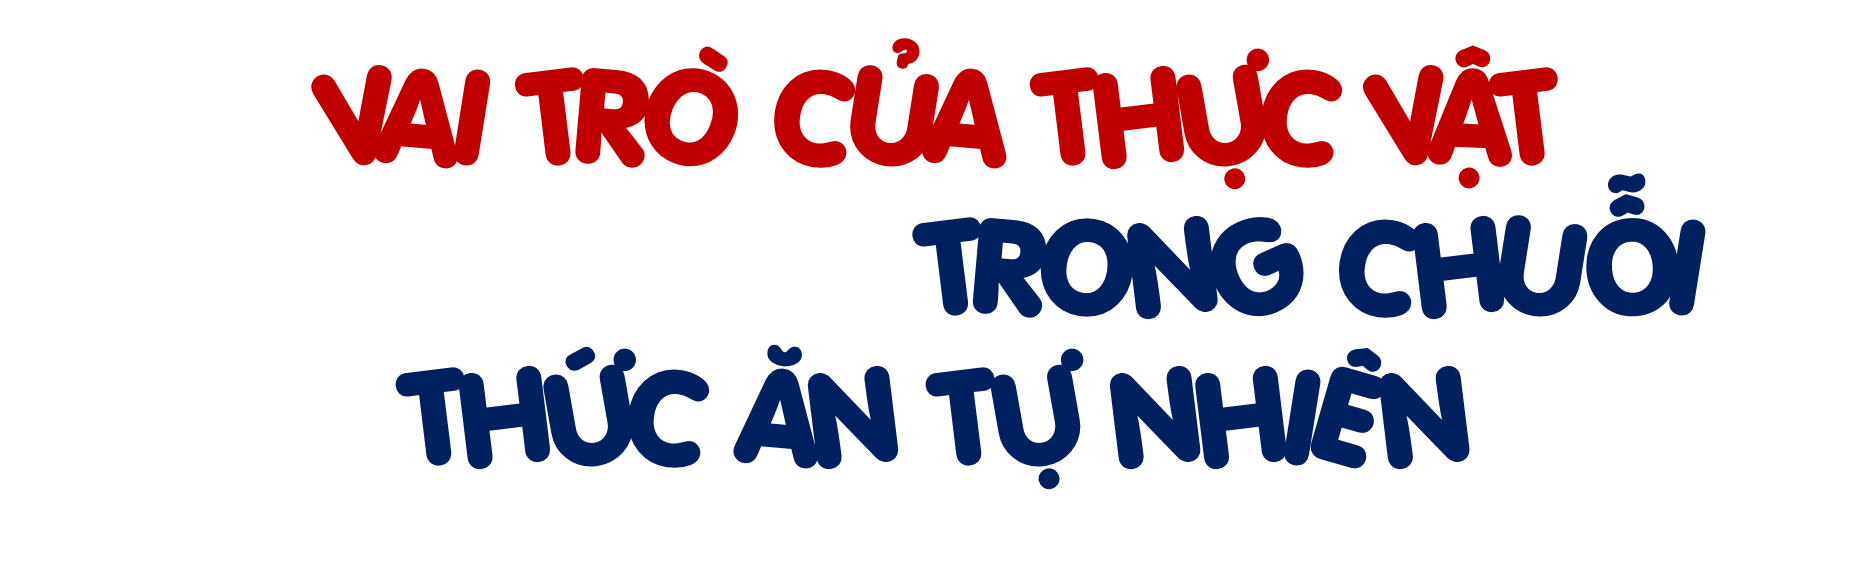 VAI TRÒ CỦA THỰC VẬT
TRONG CHUỖI
THỨC ĂN TỰ NHIÊN